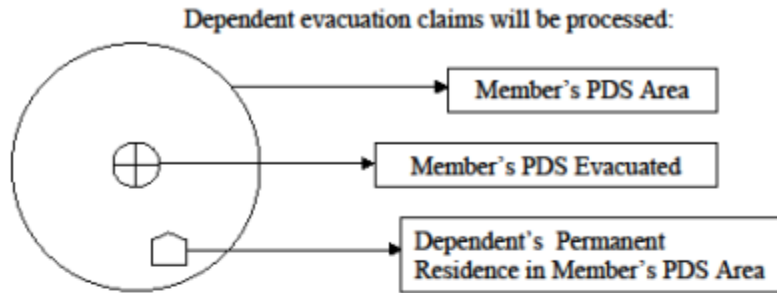 Dependent evacuation claims will be processed:
Member's PDS Area
Member's PDS Evacuated
Dependent's Permanent
Residence in Member's PDS Area